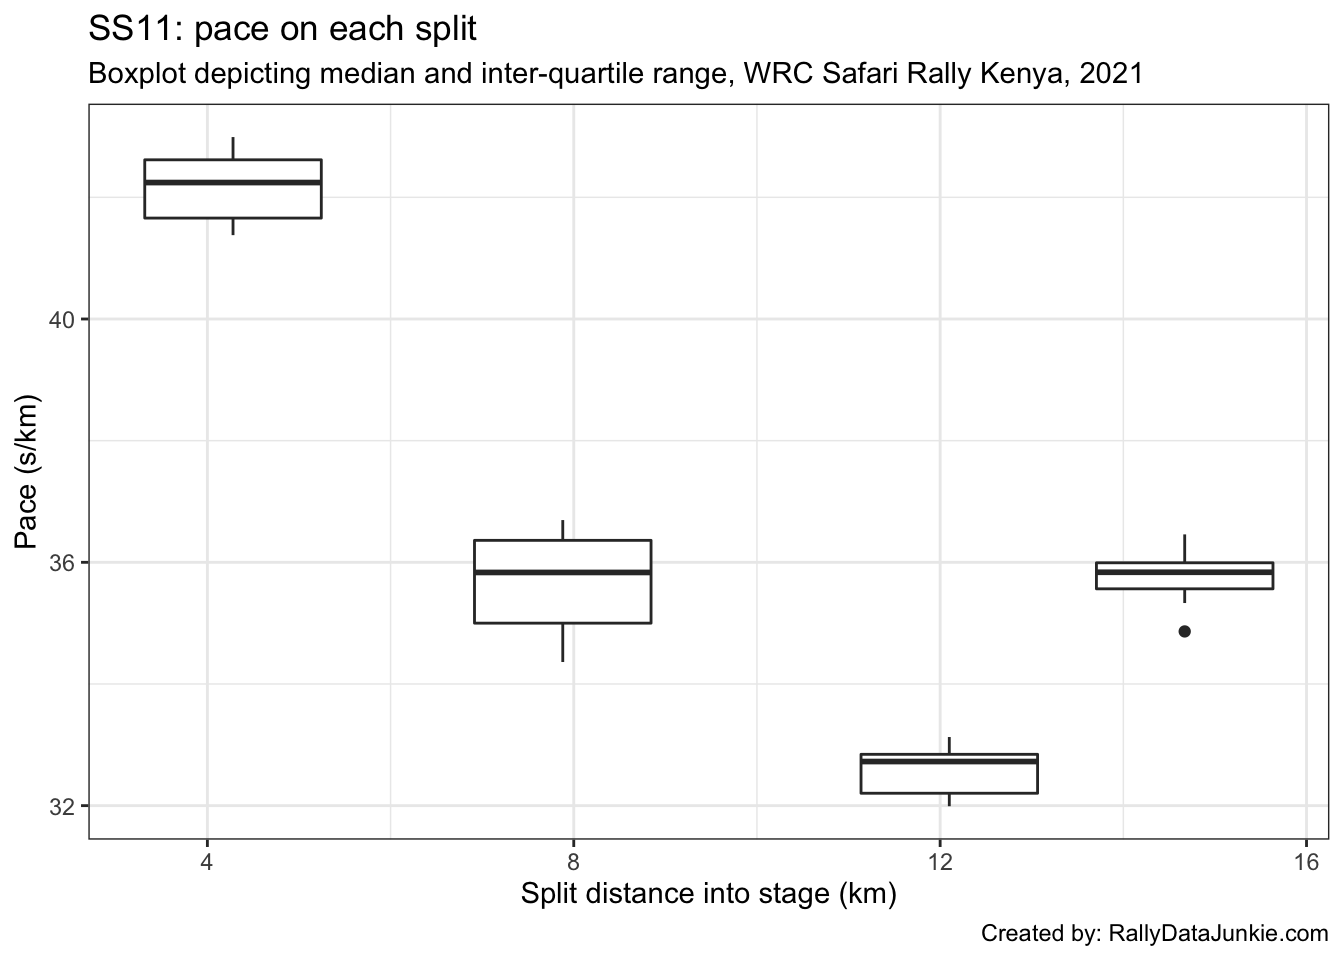 SS11: pace on each split
Boxplot depicting median and inter-quartile range, WRC Safari Rally Kenya, 2021
Pace (s/km)
40
36
32
4 8 12 16
Split distance into stage (km)
Created by: RallyDataJunkie.com